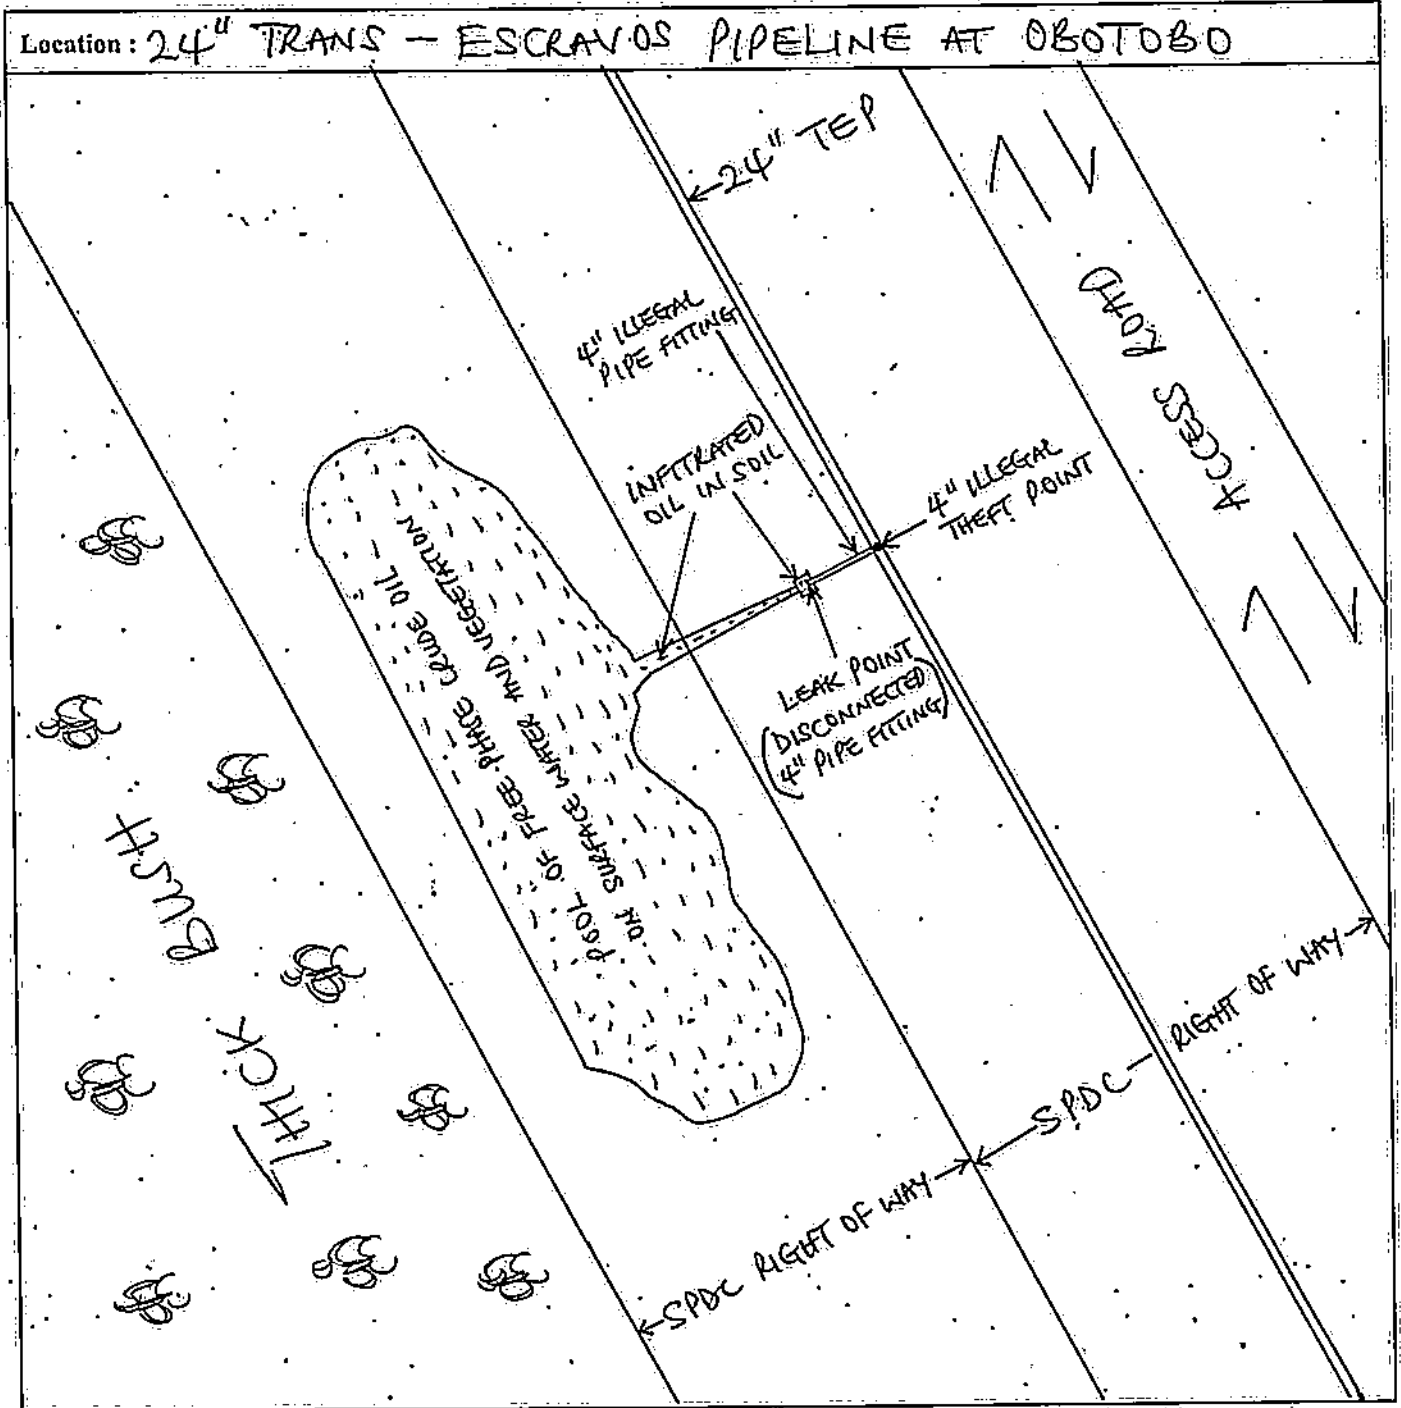 Location : 24" TRANS - ESCRAVOS PIPELINE AT OBOTOBO
24" TEP
ACCESS ROAD
4" ILLEGAL
PIPE FITTING
INFITRATED
OIL IN SOIL
4" ILLEGAL
THEFT POINT
LEAK POINT
(DISCONNECTED
4" PIPE FITTING)
POOL OF FREE-PHASE CRUDE OIL
ON SURFACE WATER AND VEGETATION
THICK BUSH
SPDC RIGHT OF WAY
SPDC RIGHT OF WAY